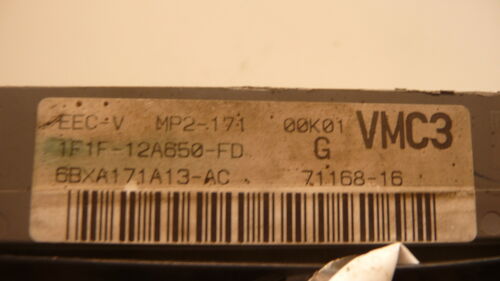 EEC-V MP2-171 00K01 VMC3
1F1F-12A650-FD G
6BXA171A13-AC 71168-16